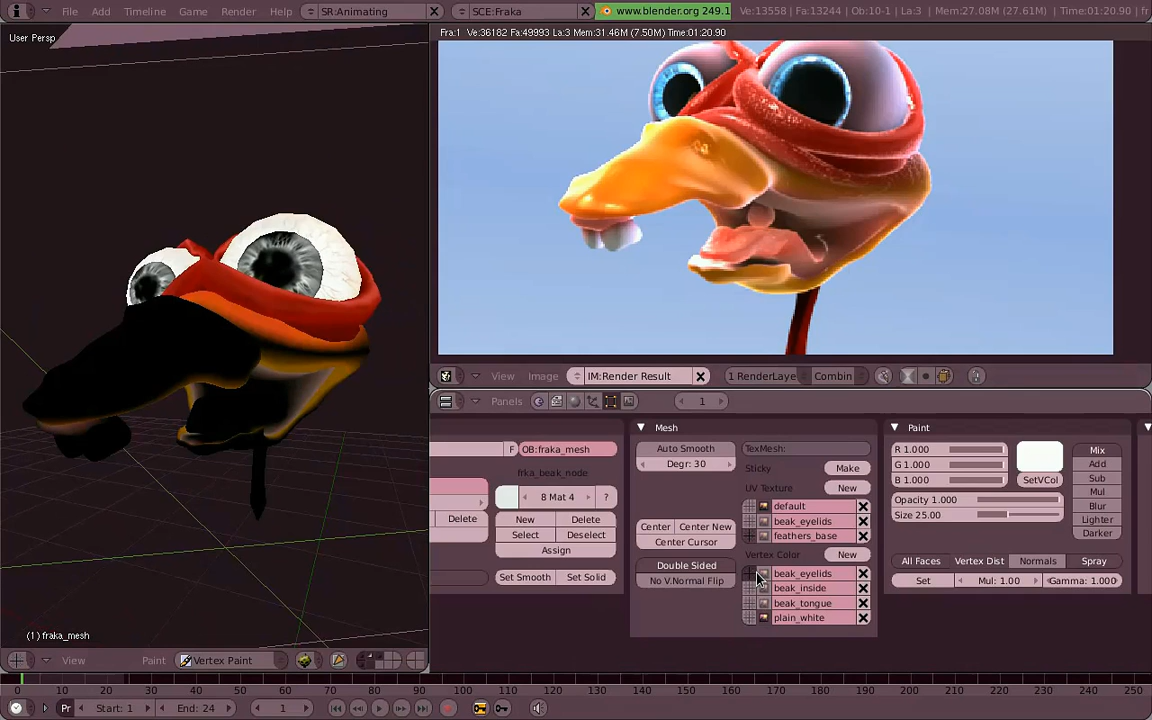 File Add Timeline Game Render Help SR:Animating SCE:Fraka www.blender.org 249.1 Ve:13558 | Fa:13244 | Ob:10-1 | La:3 | Mem:27.08M (27.61M) | Time:01:20.90 | fr
User Persp
Fra:1 Ve:36182 Fa:49993 La:3 Mem:31.46M (7.50M) Time:01:20.90
View Image IM:Render Result 1 RenderLaye Combin
Panels 1
F OB:fraka_mesh
frka_beak_node
8 Mat 4 ?
Delete New Delete
Select Deselect
Assign
Set Smooth Set Solid
Mesh
Auto Smooth
Degr: 30
Center Center New
Center Cursor
Double Sided
No V.Normal Flip
TexMesh:
Sticky Make
UV Texture New
default
beak_eyelids
feathers_base
Vertex Color New
beak_eyelids
beak_inside
beak_tongue
plain_white
Paint
R 1.000
G 1.000
B 1.000 SetVCol
Opacity 1.000
Size 25.00
Mix
Add
Sub
Mul
Blur
Lighter
Darker
All Faces Vertex Dist Normals Spray
Set Mul: 1.00 Gamma: 1.000
(1) fraka_mesh
View Paint Vertex Paint
0 10 20 30 40 50 60 70 80 90 100 110 120 130 140 150 160 170 180 190 200 210 220 230 240 250
Pr Start: 1 End: 24 1